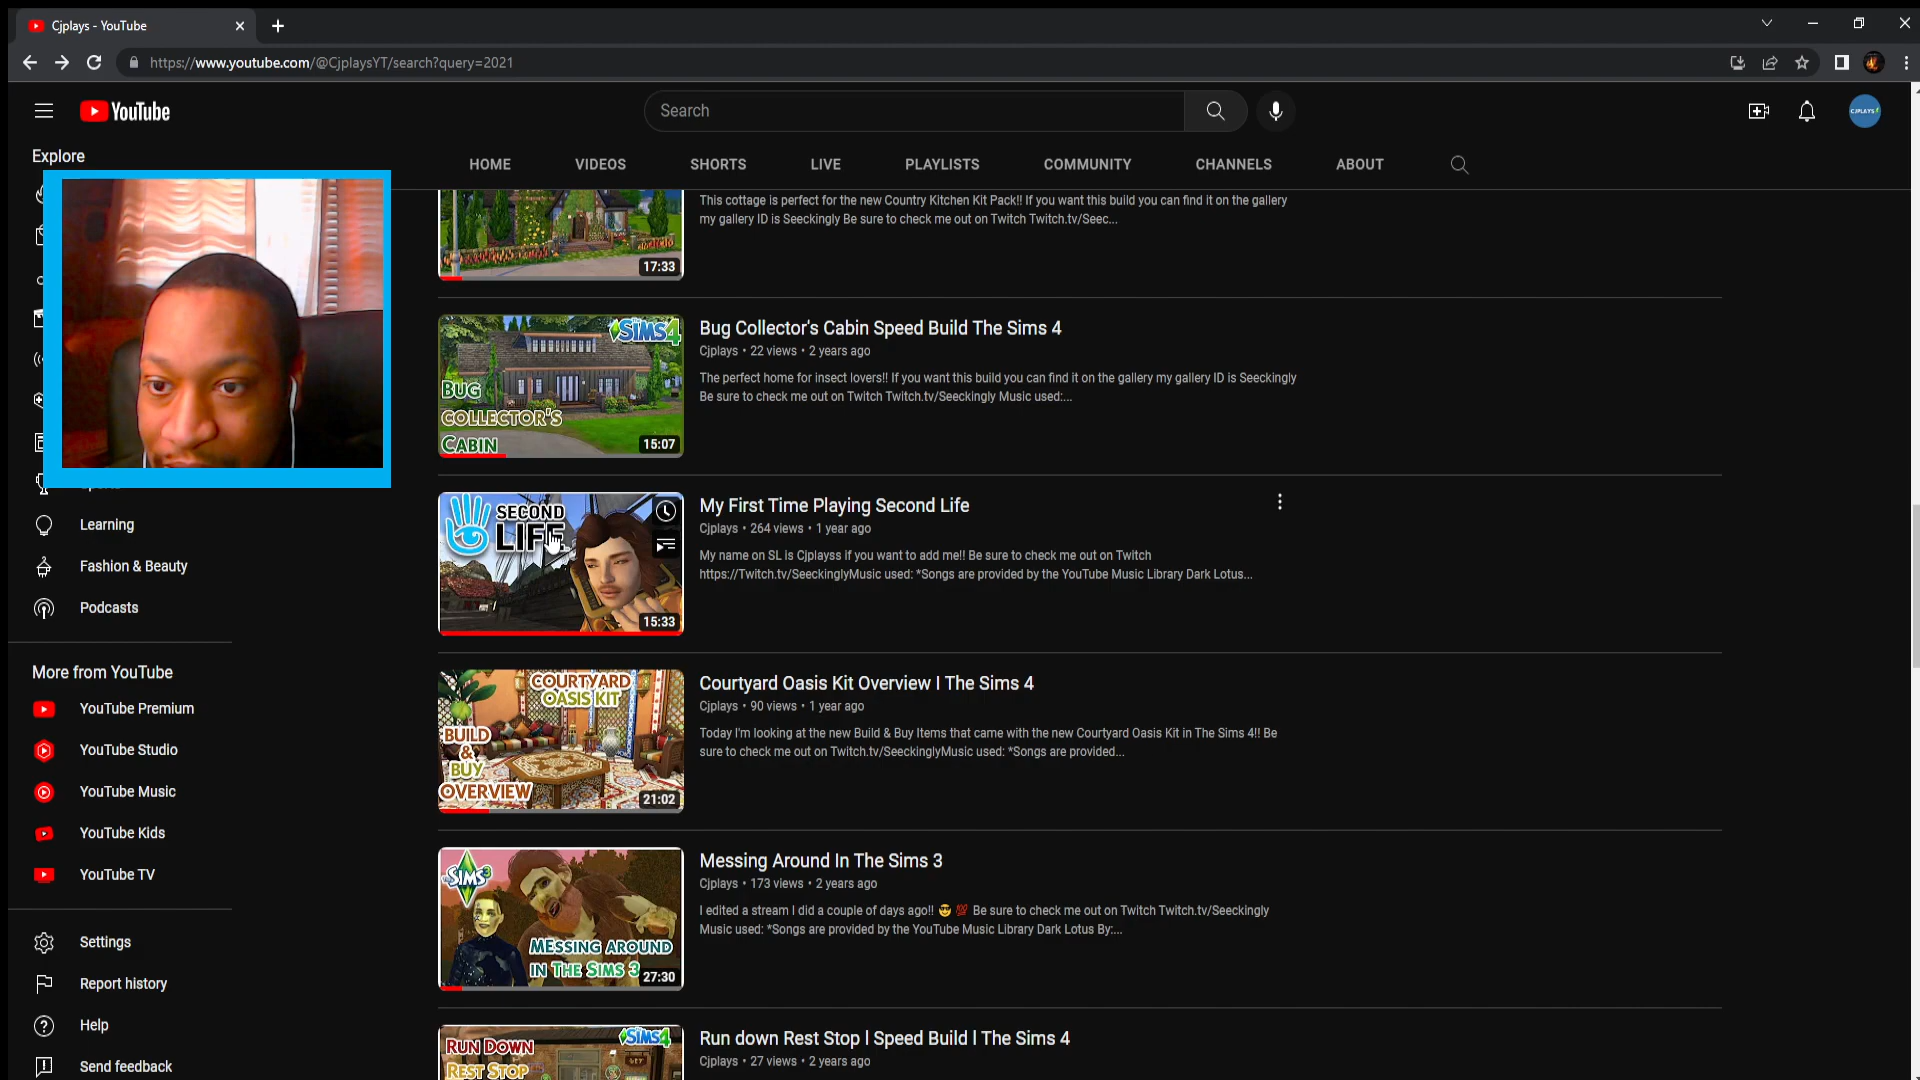 Cjplays - YouTube
https://www.youtube.com/@CjplaysYT/search?query=2021
YouTube
Search
CJPLAYS
Explore
HOME
VIDEOS
SHORTS
LIVE
PLAYLISTS
COMMUNITY
CHANNELS
ABOUT
This cottage is perfect for the new Country Kitchen Kit Pack!! If you want this build you can find it on the gallery
my gallery ID is Seeckingly Be sure to check me out on Twitch Twitch.tv/Seec...
17:33
THE SIMS 4
BUG
COLLECTOR'S
CABIN
15:07
Bug Collector's Cabin Speed Build The Sims 4
Cjplays • 22 views • 2 years ago
The perfect home for insect lovers!! If you want this build you can find it on the gallery my gallery ID is Seeckingly
Be sure to check me out on Twitch Twitch.tv/Seeckingly Music used:...
SECOND
LIFE
15:33
My First Time Playing Second Life
Cjplays • 264 views • 1 year ago
My name on SL is Cjplayss if you want to add me!! Be sure to check me out on Twitch
https://Twitch.tv/SeeckinglyMusic used: *Songs are provided by the YouTube Music Library Dark Lotus...
Learning
Fashion & Beauty
Podcasts
More from YouTube
YouTube Premium
YouTube Studio
YouTube Music
YouTube Kids
YouTube TV
Settings
Report history
Help
Send feedback
COURTYARD
OASIS KIT
BUILD
&
BUY
OVERVIEW
21:02
Courtyard Oasis Kit Overview l The Sims 4
Cjplays • 90 views • 1 year ago
Today I'm looking at the new Build & Buy Items that came with the new Courtyard Oasis Kit in The Sims 4!! Be
sure to check me out on Twitch.tv/SeeckinglyMusic used: *Songs are provided...
THE SIMS 3
MESSING AROUND
IN THE SIMS 3
27:30
Messing Around In The Sims 3
Cjplays • 173 views • 2 years ago
I edited a stream I did a couple of days ago!! 😎 💯 Be sure to check me out on Twitch Twitch.tv/Seeckingly
Music used: *Songs are provided by the YouTube Music Library Dark Lotus By:...
RUN DOWN
REST STOP
THE SIMS 4
Run down Rest Stop l Speed Build l The Sims 4
Cjplays • 27 views • 2 years ago